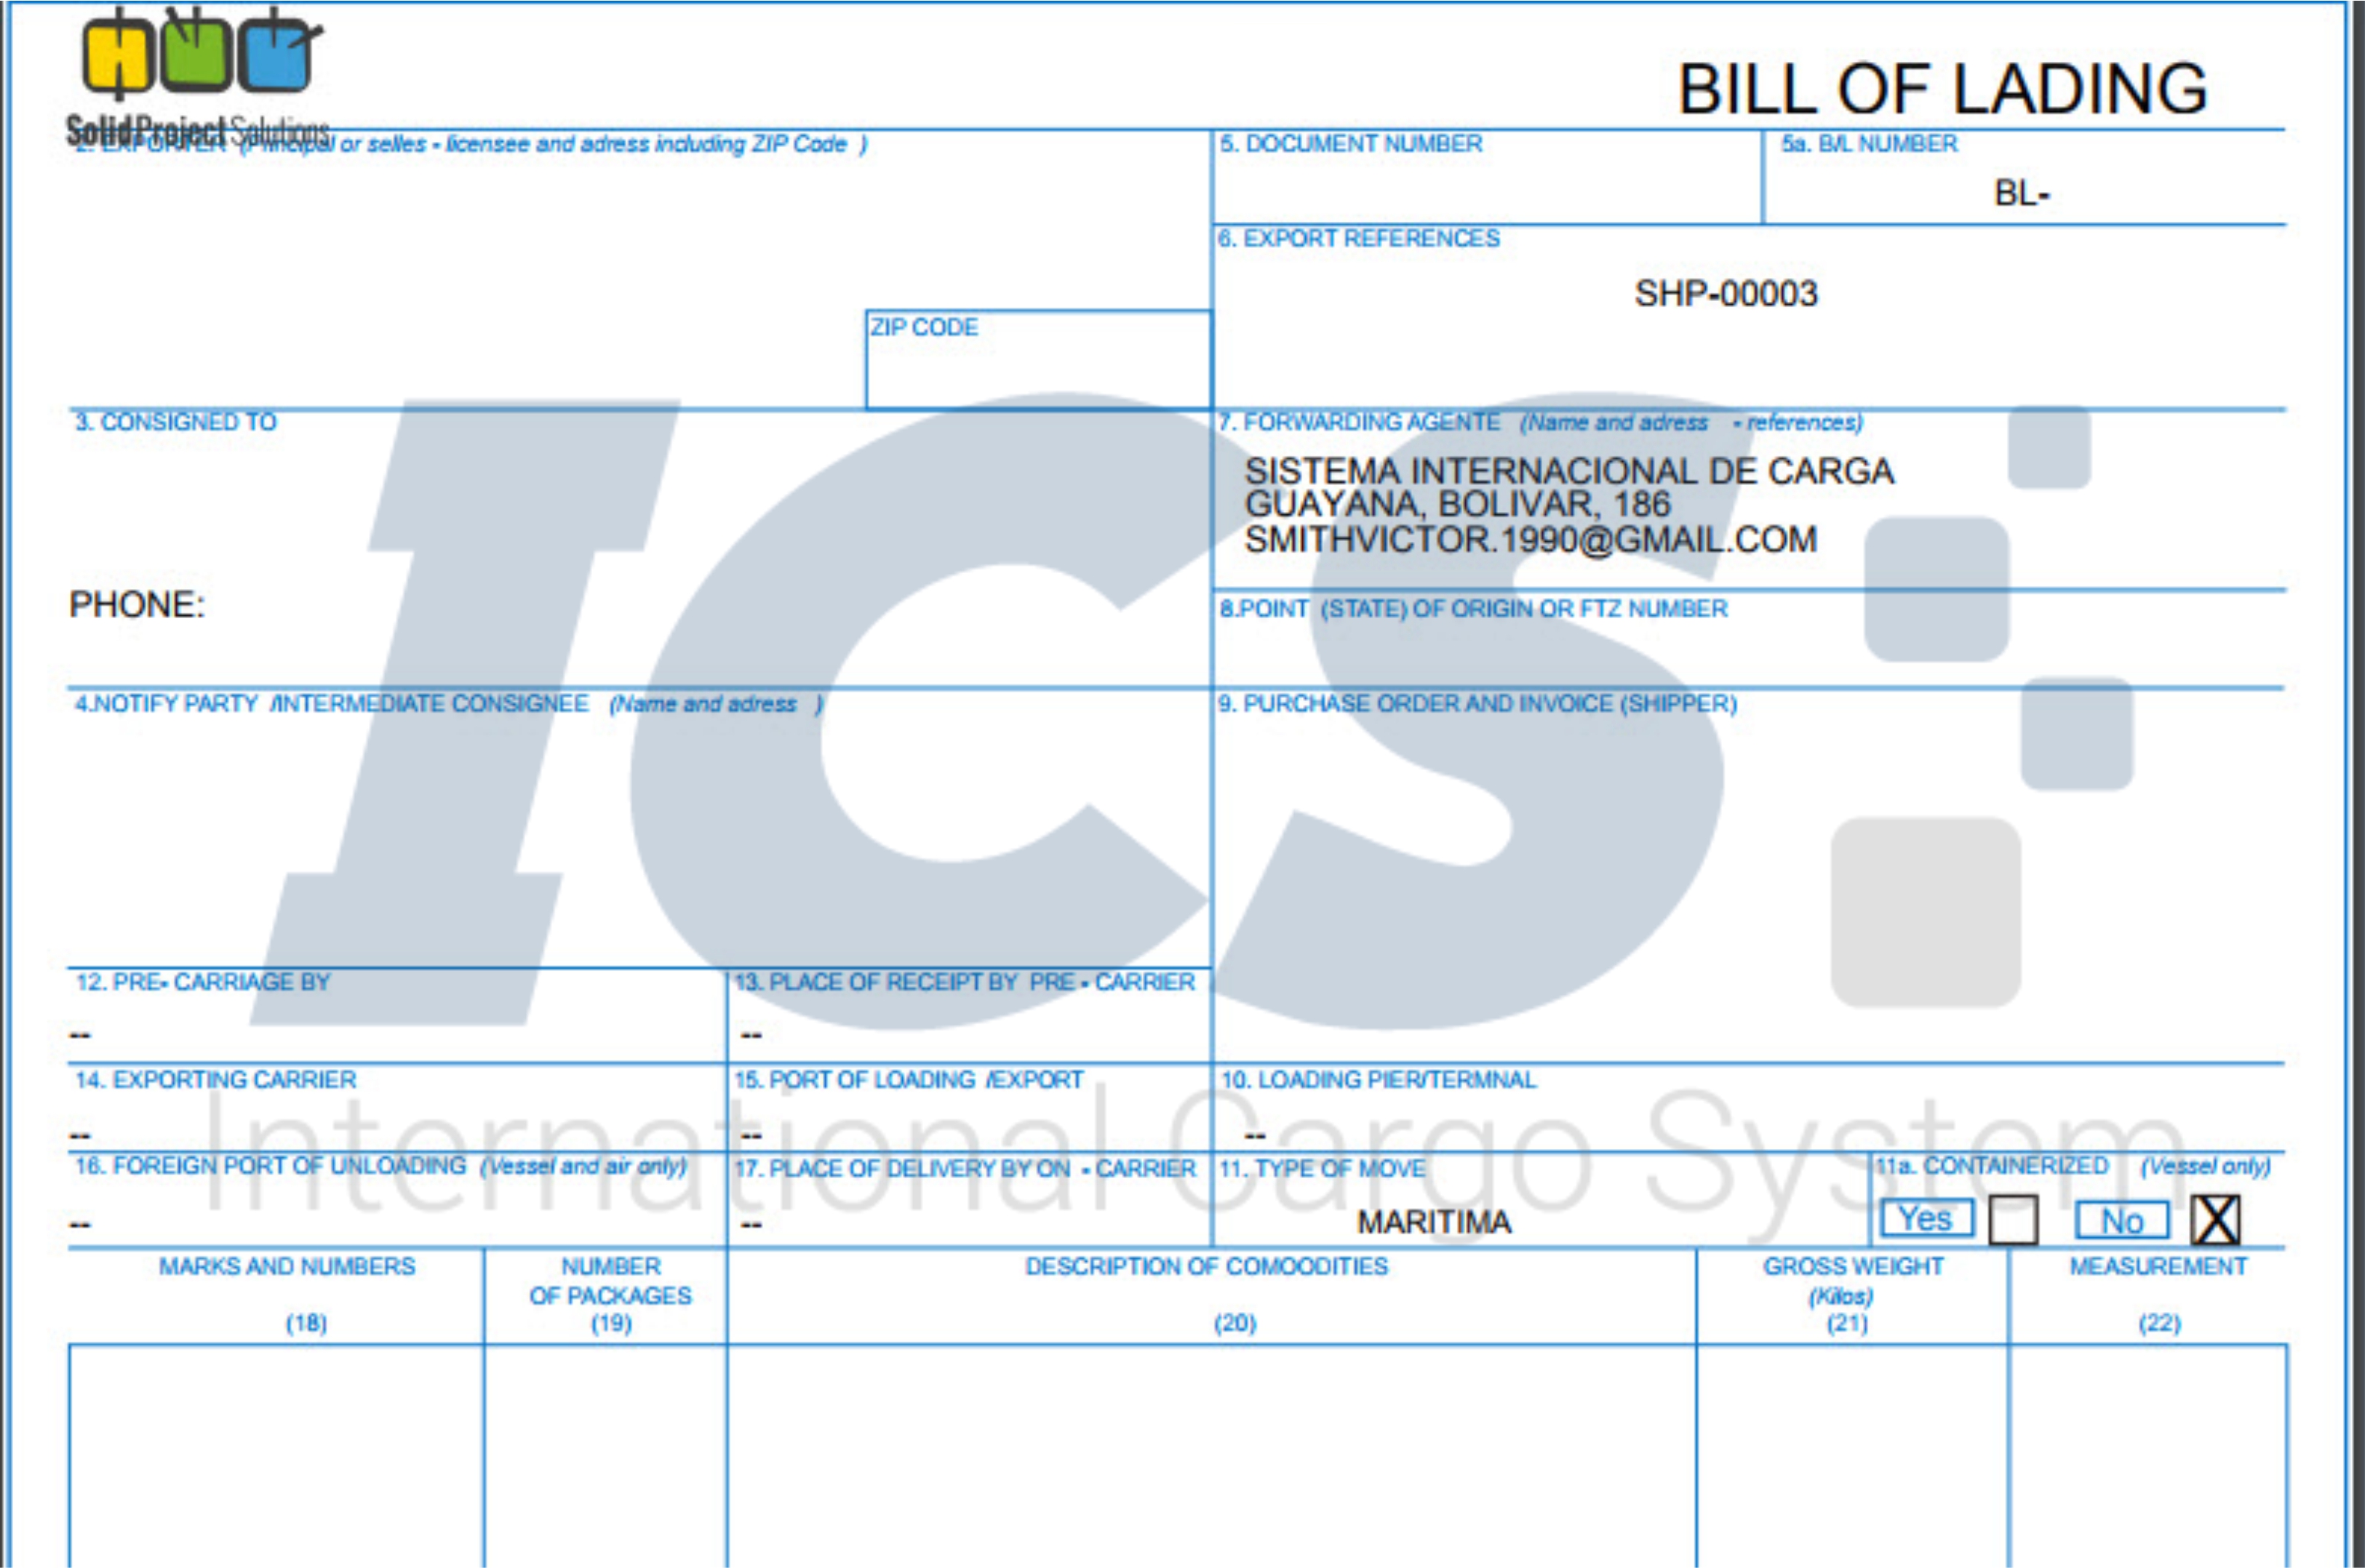 Solid Project Solutions
BILL OF LADING
2. EXPORTER (Principal or selles - licensee and adress including ZIP Code )
5. DOCUMENT NUMBER
5a. B/L NUMBER
BL-
6. EXPORT REFERENCES
SHP-00003
ZIP CODE
3. CONSIGNED TO
PHONE:
7. FORWARDING AGENTE (Name and adress - references)
SISTEMA INTERNACIONAL DE CARGA
GUAYANA, BOLIVAR, 186
SMITHVICTOR.1990@GMAIL.COM
8.POINT (STATE) OF ORIGIN OR FTZ NUMBER
4.NOTIFY PARTY /INTERMEDIATE CONSIGNEE (Name and adress )
9. PURCHASE ORDER AND INVOICE (SHIPPER)
ICS
12. PRE- CARRIAGE BY
--
13. PLACE OF RECEIPT BY PRE - CARRIER
--
14. EXPORTING CARRIER
--
15. PORT OF LOADING /EXPORT
--
10. LOADING PIER/TERMNAL
--
International Cargo System
16. FOREIGN PORT OF UNLOADING (Vessel and air only)
--
17. PLACE OF DELIVERY BY ON - CARRIER
--
11. TYPE OF MOVE
MARITIMA
11a. CONTAINERIZED (Vessel only)
Yes No X
MARKS AND NUMBERS
(18)
NUMBER
OF PACKAGES
(19)
DESCRIPTION OF COMOODITIES
(20)
GROSS WEIGHT
(Kilos)
(21)
MEASUREMENT
(22)